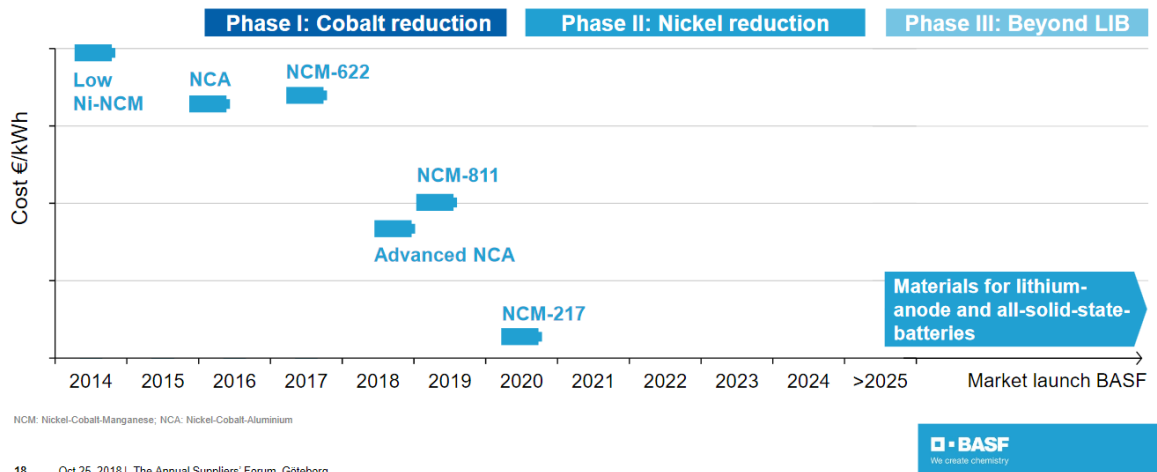 Phase I: Cobalt reduction
Phase II: Nickel reduction
Phase III: Beyond LIB
Cost €/kWh
Low
Ni-NCM
NCA
NCM-622
NCM-811
Advanced NCA
NCM-217
Materials for lithium-
anode and all-solid-state-
batteries
2014 2015 2016 2017 2018 2019 2020 2021 2022 2023 2024 >2025 Market launch BASF
NCM: Nickel-Cobalt-Manganese; NCA: Nickel-Cobalt-Aluminium
18 Oct 25, 2018 | The Annual Suppliers' Forum, Göteborg
BASF
We create chemistry